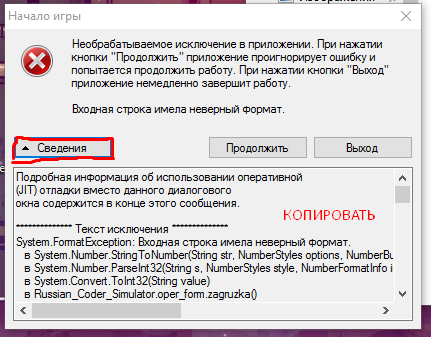 Начало игры
Необрабатываемое исключение в приложении. При нажатии
кнопки "Продолжить" приложение проигнорирует ошибку и
попытается продолжить работу. При нажатии кнопки "Выход"
приложение немедленно завершит работу.
Входная строка имела неверный формат.
Сведения
Продолжить
Выход
Подробная информация об использовании оперативной
(JIT) отладки вместо данного диалогового
окна содержится в конце этого сообщения.
КОПИРОВАТЬ
************** Текст исключения **************
System.FormatException: Входная строка имела неверный формат.
в System.Number.StringToNumber(String str, NumberStyles options, NumberBu
в System.Number.ParseInt32(String s, NumberStyles style, NumberFormatInfo i
в System.Convert.ToInt32(String value)
в Russian_Coder_Simulator.oper_form.zagruzka()